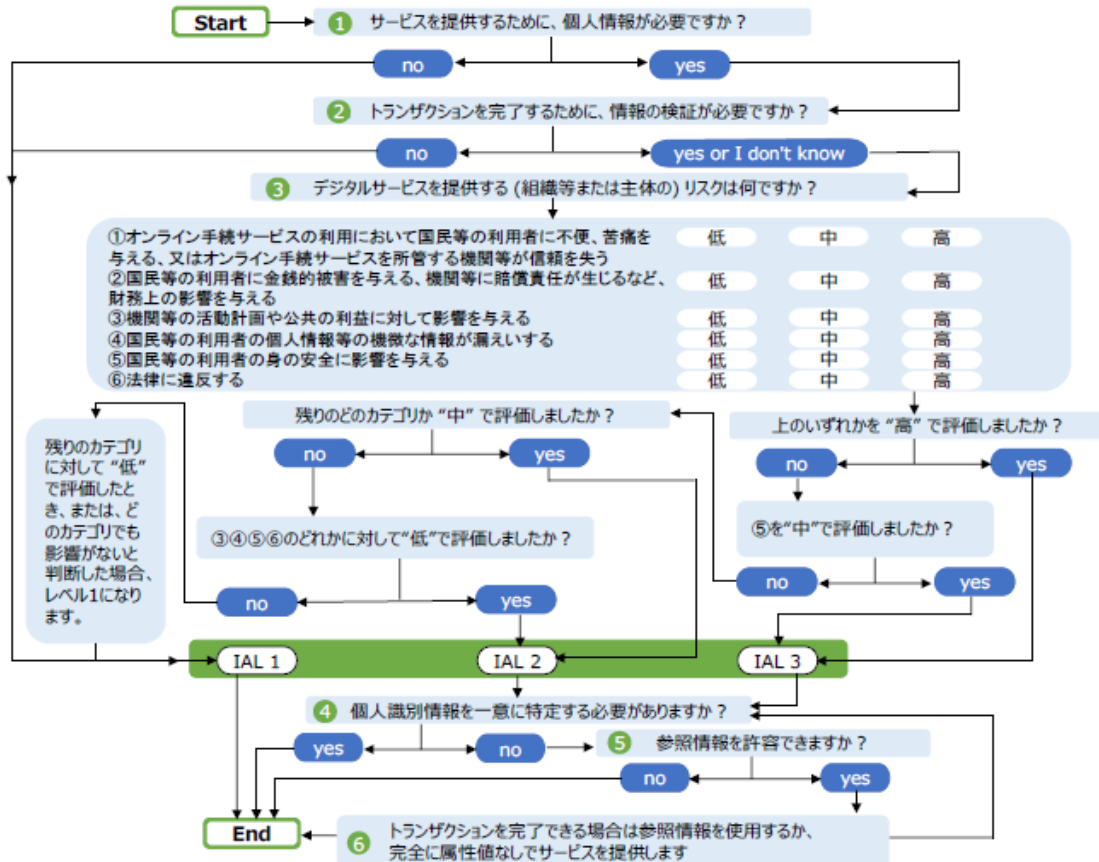 Start
① サービスを提供するために、個人情報が必要ですか？
no
yes
② トランザクションを完了するために、情報の検証が必要ですか？
no
yes or I don't know
③ デジタルサービスを提供する (組織等または主体の) リスクは何ですか？
①オンライン手続サービスの利用において国民等の利用者に不便、苦痛を
与える、又はオンライン手続サービスを所管する機関等が信頼を失う
低 中 高
②国民等の利用者に金銭的被害を与える、機関等に賠償責任が生じるなど、
財務上の影響を与える
低 中 高
③機関等の活動計画や公共の利益に対して影響を与える 低 中 高
④国民等の利用者の個人情報等の機微な情報が漏えいする 低 中 高
⑤国民等の利用者の身の安全に影響を与える 低 中 高
⑥法律に違反する 低 中 高
上のいずれかを “高” で評価しましたか？
no
yes
⑤を“中”で評価しましたか？
no
yes
残りのどのカテゴリか “中” で評価しましたか？
no
yes
③④⑤⑥のどれかに対して“低”で評価しましたか？
no
yes
残りのカテゴリ
に対して “低”
で評価したと
き、または、ど
のカテゴリでも
影響がないと
判断した場合、
レベル1になり
ます。
IAL 1
IAL 2
IAL 3
④ 個人識別情報を一意に特定する必要がありますか？
yes
no
⑤ 参照情報を許容できますか？
no
yes
⑥ トランザクションを完了できる場合は参照情報を使用するか、
完全に属性値なしでサービスを提供します
End